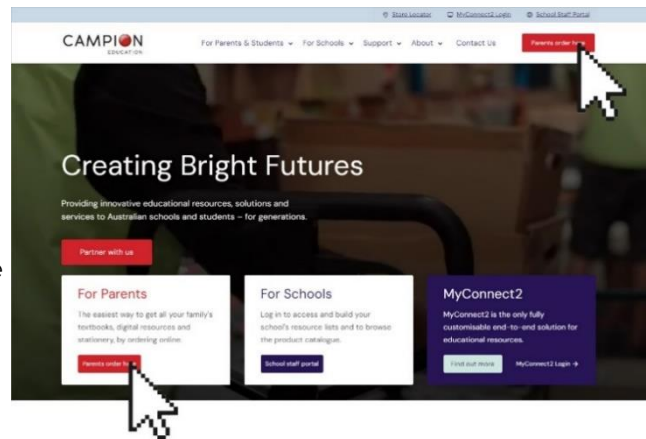 Store Locator MyConnect2 Login School Staff Portal
CAMPION
EDUCATION
For Parents & Students For Schools Support About Contact Us
Parents order
Creating Bright Futures
Providing innovative educational resources, solutions and
services to Australian schools and students – for generations.
Partner with us
For Parents
The easiest way to get all your family's
textbooks, digital resources and
stationery, by ordering online.
Parents order
For Schools
Log in to access and build your
school's resource lists and to browse
the product catalogue.
School staff portal
MyConnect2
MyConnect2 is the only fully
customisable end-to-end solution for
educational resources.
Find out more MyConnect2 Login →